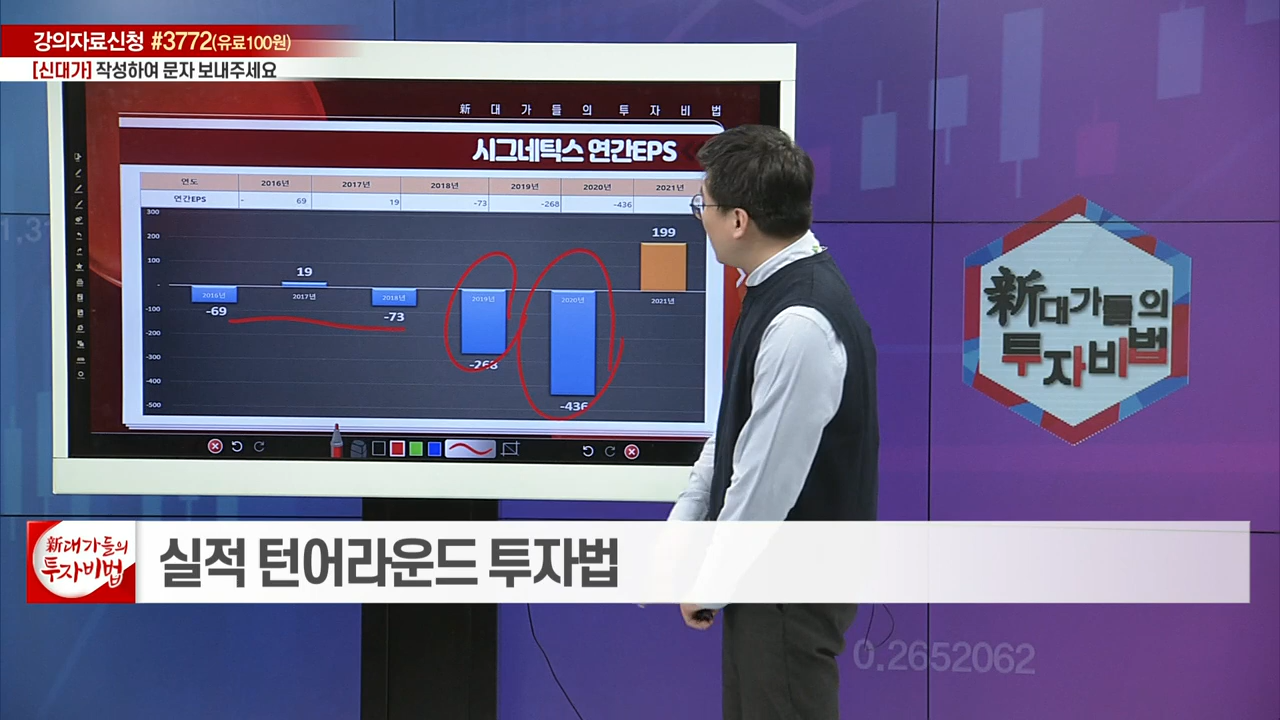 강의자료신청 #3772(유료100원)
[신대가] 작성하여 문자 보내주세요
新 대 가 들 의 투 자 비 법
시그네틱스 연간EPS
연도 2016년 2017년 2018년 2019년 2020년 2021년
연간EPS - 69 19 -73 -268 -436
300
200
100
-
-100
-200
-300
-400
-500
2016년
-69
19
2017년
2018년
-73
2019년
-268
2020년
-436
199
2021년
新대가들의
투자비법
新대가들의
투자비법
실적 턴어라운드 투자법
0.2652062